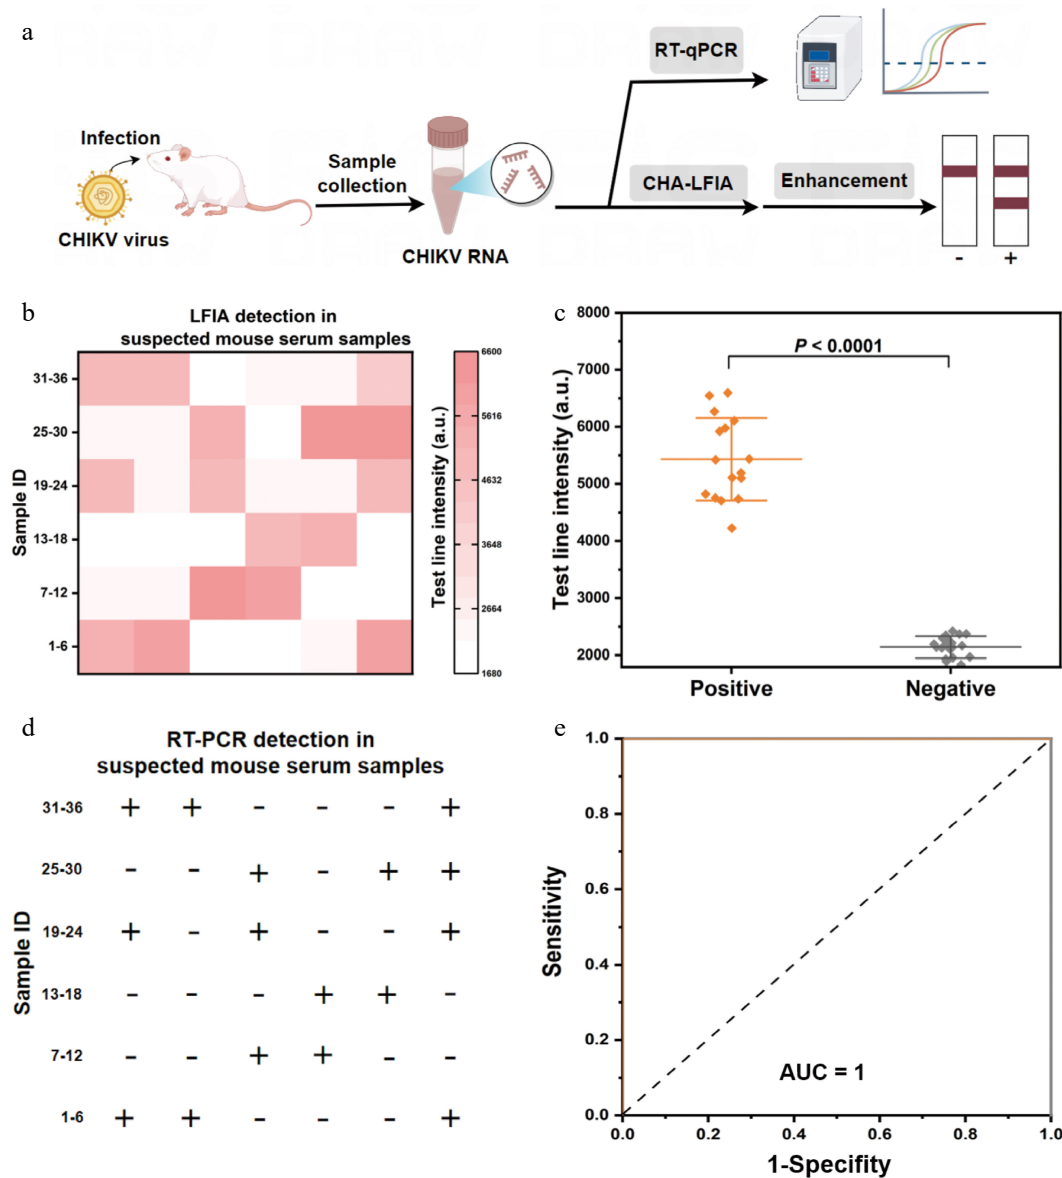 a
RT-qPCR
Infection
Sample
collection
CHA-LFIA
Enhancement
CHIKV virus
CHIKV RNA
-
+
b
LFIA detection in
suspected mouse serum samples
Sample ID
31-36
25-30
19-24
13-18
7-12
1-6
Test line intensity (a.u.)
6600
5616
4632
3648
2664
1680
c
Test line intensity (a.u.)
8000
7000
6000
5000
4000
3000
2000
P < 0.0001
Positive
Negative
d
RT-PCR detection in
suspected mouse serum samples
Sample ID
31-36 + + - - - +
25-30 - - + - + +
19-24 + - + - - +
13-18 - - - + + -
7-12 - - + + - -
1-6 + + - - - +
e
Sensitivity
1.0
0.8
0.6
0.4
0.2
0.0
AUC = 1
0.0 0.2 0.4 0.6 0.8 1.0
1-Specifity